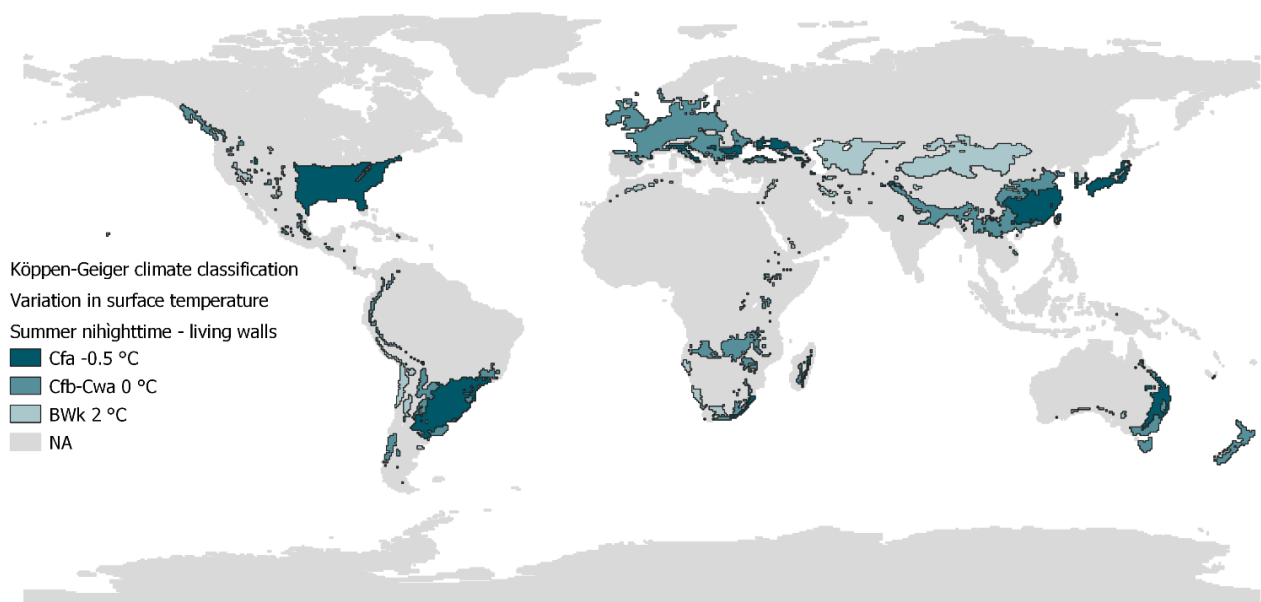 Köppen-Geiger climate classification
Variation in surface temperature
Summer nihìghttime - living walls
Cfa -0.5 °C
Cfb-Cwa 0 °C
BWk 2 °C
NA